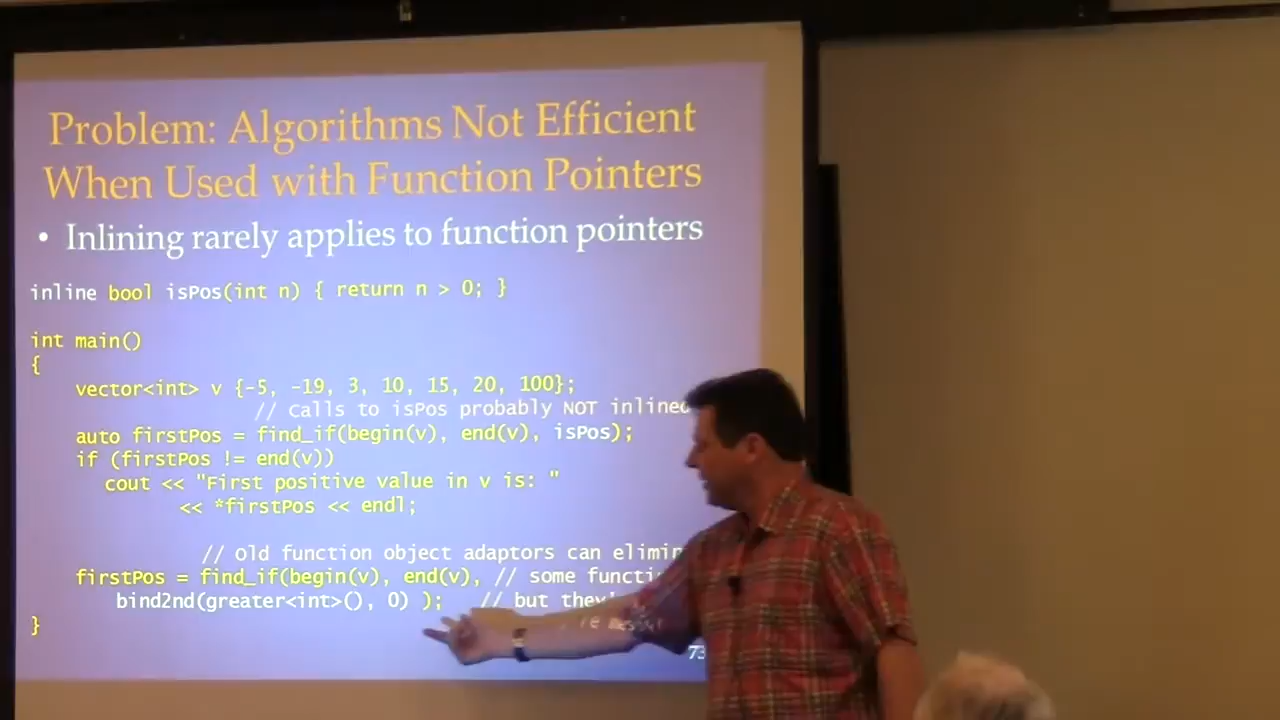 Problem: Algorithms Not Efficient
When Used with Function Pointers
• Inlining rarely applies to function pointers
inline bool isPos(int n) { return n > 0; }
int main()
{
vector<int> v {-5, -19, 3, 10, 15, 20, 100};
// Calls to isPos probably NOT inlined
auto firstPos = find_if(begin(v), end(v), isPos);
if (firstPos != end(v))
cout << "First positive value in v is: "
<< *firstPos << endl;
// Old function object adaptors can
firstPos = find_if(begin(v), end(v), // some
bind2nd(greater<int>(), 0) ); // but
}
73